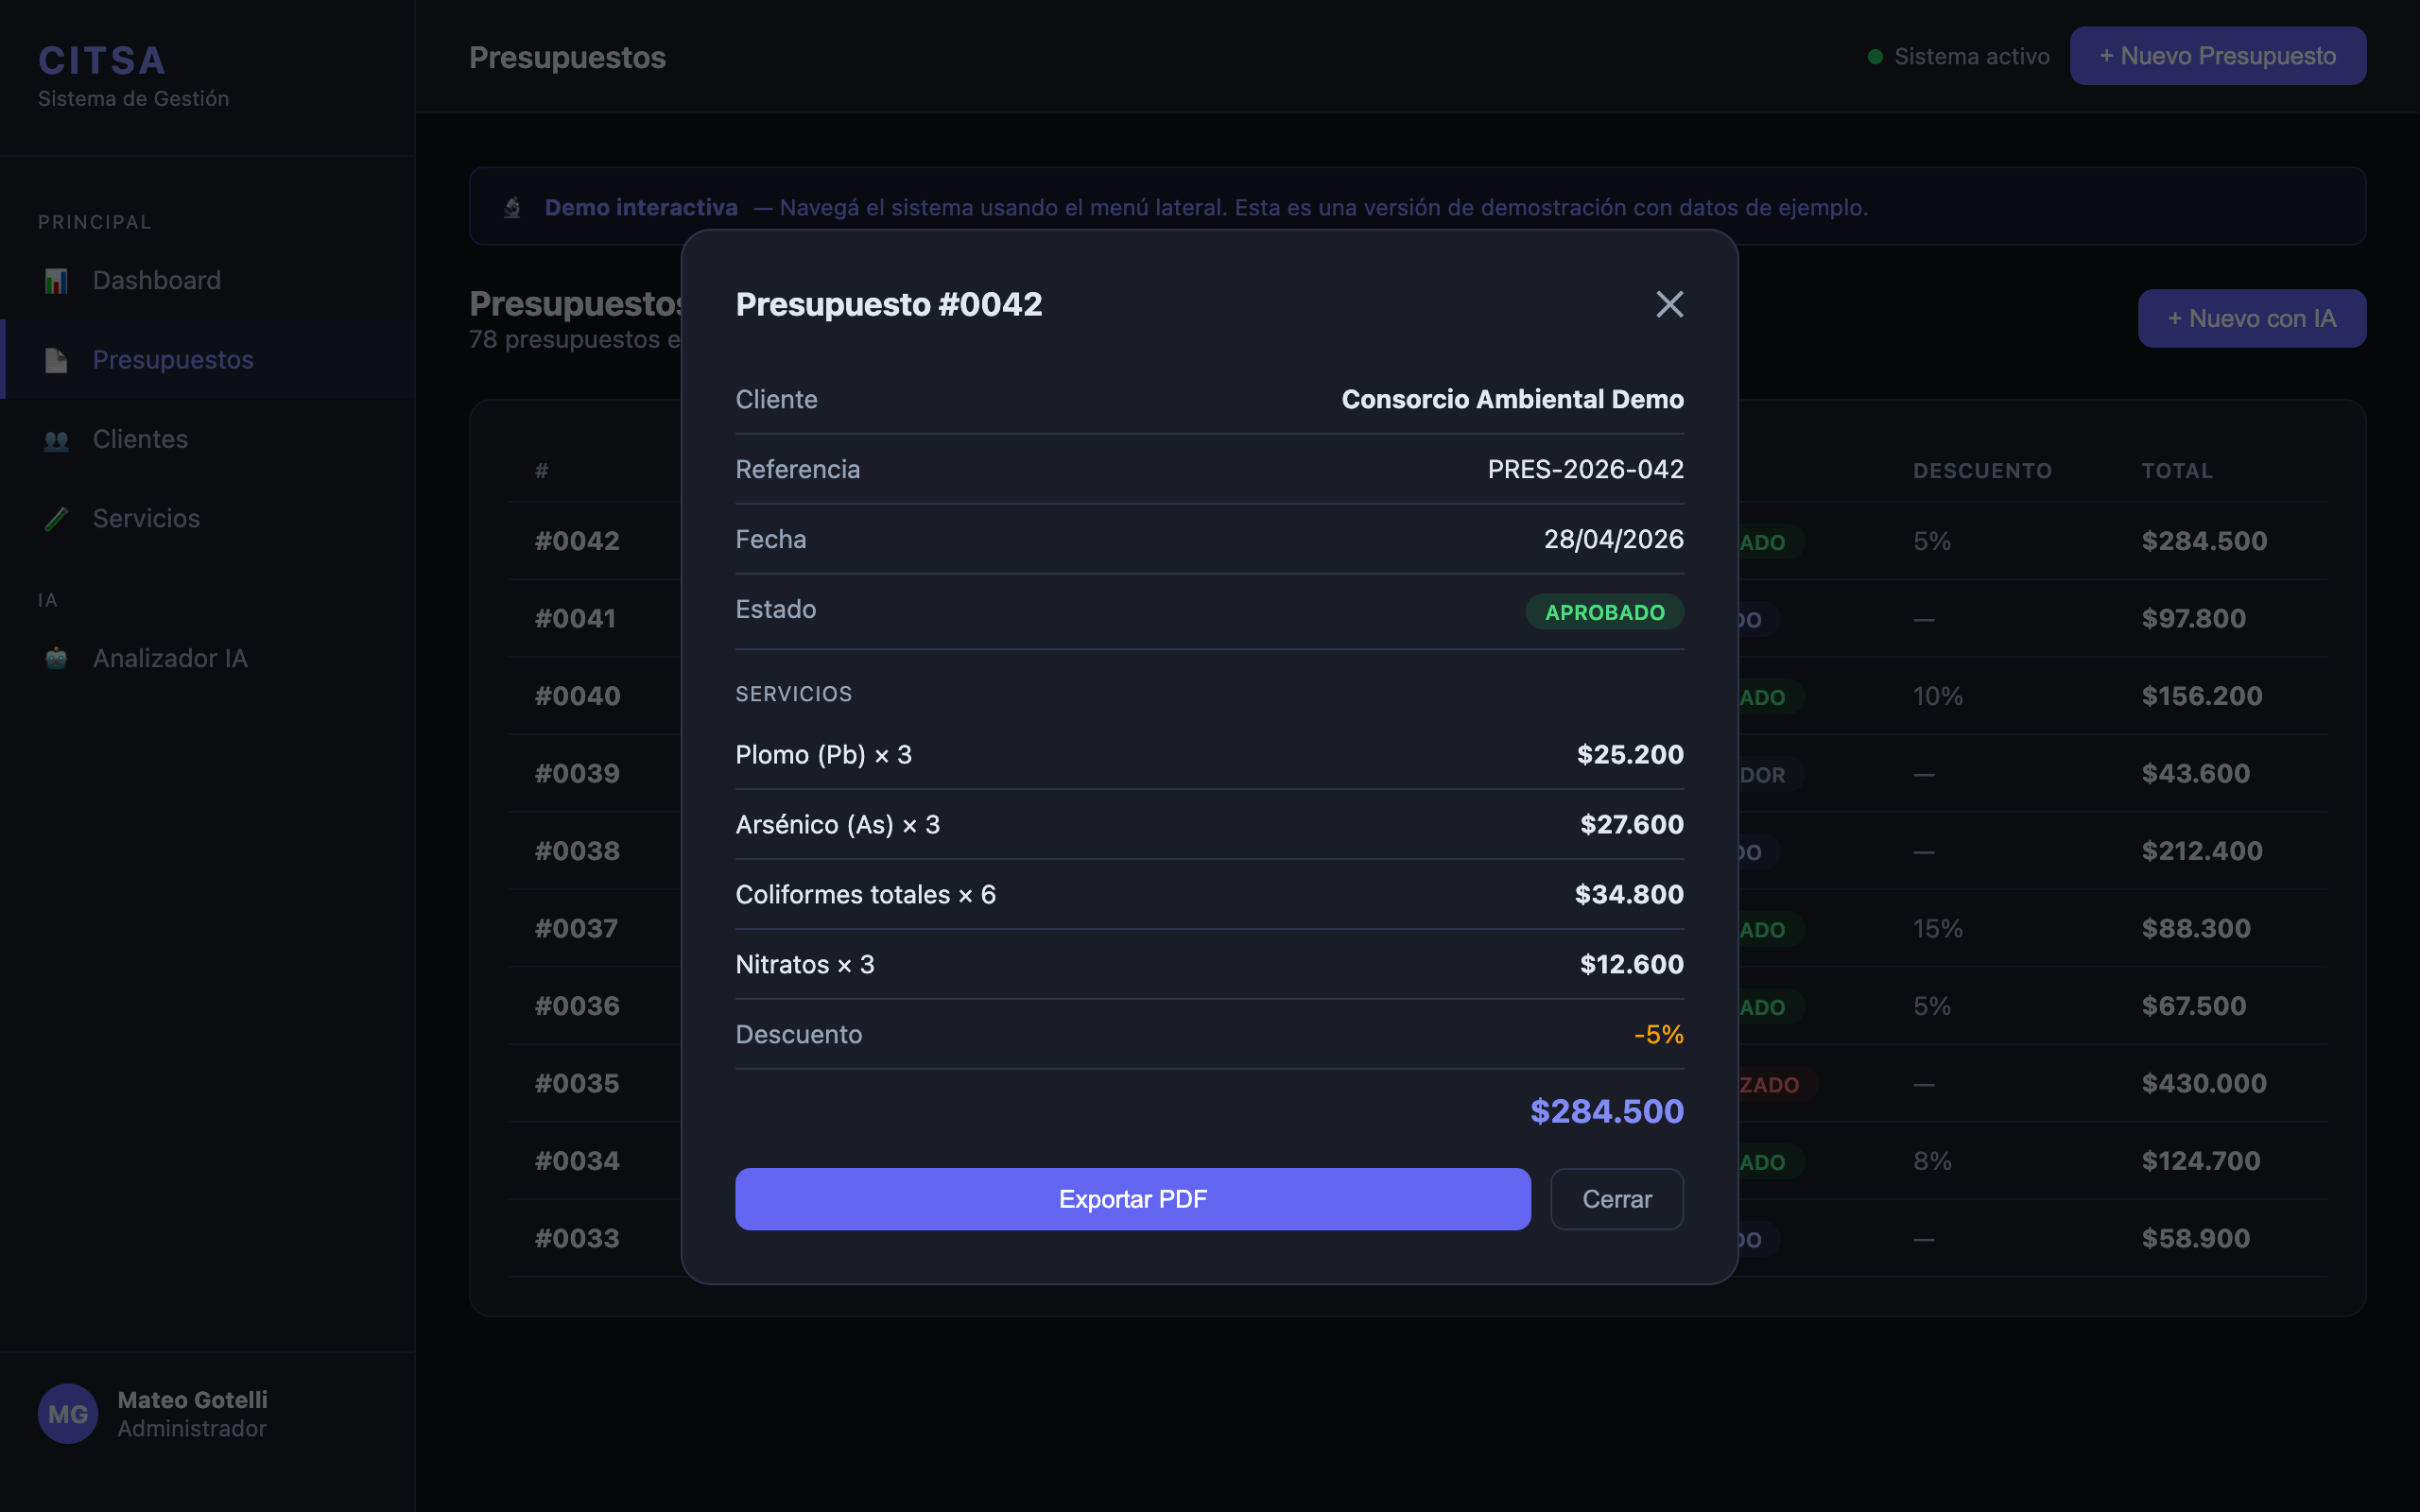 CITSA
Sistema de Gestión
PRINCIPAL
Dashboard
Presupuestos
Clientes
Servicios
IA
Analizador IA
MG
Mateo Gotelli
Administrador
Presupuestos
Sistema activo
+ Nuevo Presupuesto
Demo interactiva — Navegá el sistema usando el menú lateral. Esta es una versión de demostración con datos de ejemplo.
Presupuestos
78 presupuestos
+ Nuevo con IA
# DESCUENTO TOTAL
#0042 5% $284.500
#0041 — $97.800
#0040 10% $156.200
#0039 — $43.600
#0038 — $212.400
#0037 15% $88.300
#0036 5% $67.500
#0035 — $430.000
#0034 8% $124.700
#0033 — $58.900
Presupuesto #0042
Cliente Consorcio Ambiental Demo
Referencia PRES-2026-042
Fecha 28/04/2026
Estado APROBADO
SERVICIOS
Plomo (Pb) × 3 $25.200
Arsénico (As) × 3 $27.600
Coliformes totales × 6 $34.800
Nitratos × 3 $12.600
Descuento -5%
$284.500
Exportar PDF
Cerrar